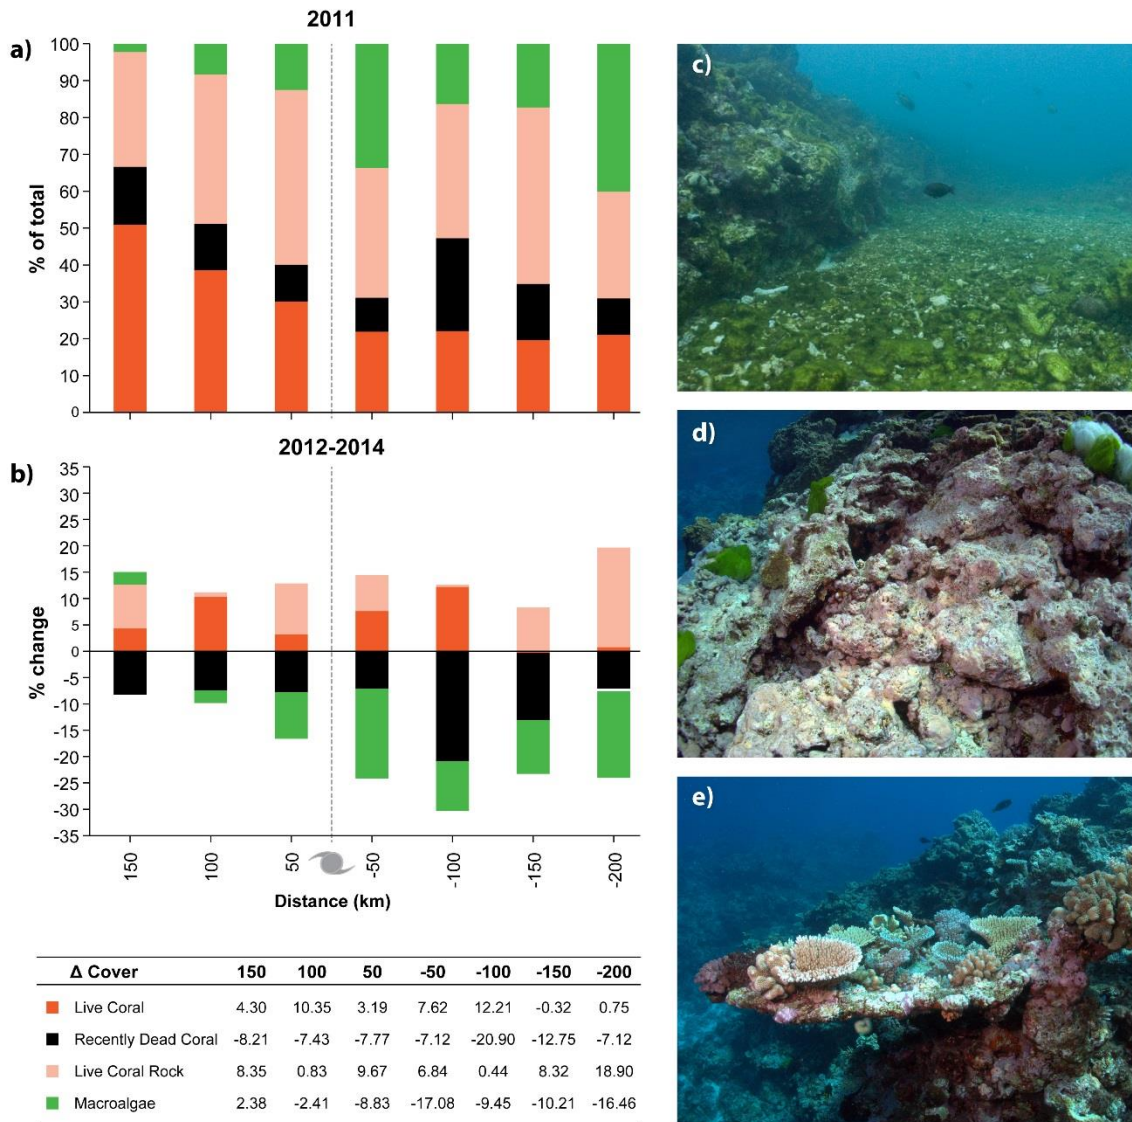 2011
a)
% of total
100
90
80
70
60
50
40
30
20
10
0
2012-2014
b)
% change
35
30
25
20
15
10
5
0
-5
-10
-15
-20
-25
-30
-35
150 100 50 -50 -100 -150 -200
Distance (km)
Δ Cover 150 100 50 -50 -100 -150 -200
Live Coral 4.30 10.35 3.19 7.62 12.21 -0.32 0.75
Recently Dead Coral -8.21 -7.43 -7.77 -7.12 -20.90 -12.75 -7.12
Live Coral Rock 8.35 0.83 9.67 6.84 0.44 8.32 18.90
Macroalgae 2.38 -2.41 -8.83 -17.08 -9.45 -10.21 -16.46
c)
d)
e)